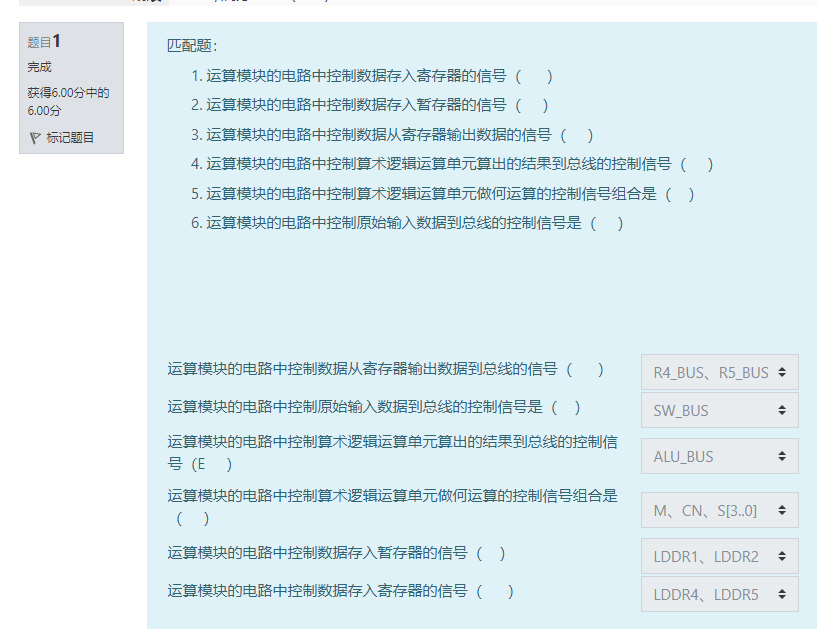 题目1
完成
获得6.00分中的
6.00分
标记题目
匹配题：
1. 运算模块的电路中控制数据存入寄存器的信号（ ）
2. 运算模块的电路中控制数据存入暂存器的信号（ ）
3. 运算模块的电路中控制数据从寄存器输出数据的信号（ ）
4. 运算模块的电路中控制算术逻辑运算单元算出的结果到总线的控制信号（ ）
5. 运算模块的电路中控制算术逻辑运算单元做何运算的控制信号组合是（ ）
6. 运算模块的电路中控制原始输入数据到总线的控制信号是（ ）
运算模块的电路中控制数据从寄存器输出数据到总线的信号（ ）
R4_BUS、R5_BUS
运算模块的电路中控制原始输入数据到总线的控制信号是（ ）
SW_BUS
运算模块的电路中控制算术逻辑运算单元算出的结果到总线的控制信
号（E ）
ALU_BUS
运算模块的电路中控制算术逻辑运算单元做何运算的控制信号组合是
（ ）
M、CN、S[3..0]
运算模块的电路中控制数据存入暂存器的信号（ ）
LDDR1、LDDR2
运算模块的电路中控制数据存入寄存器的信号（ ）
LDDR4、LDDR5